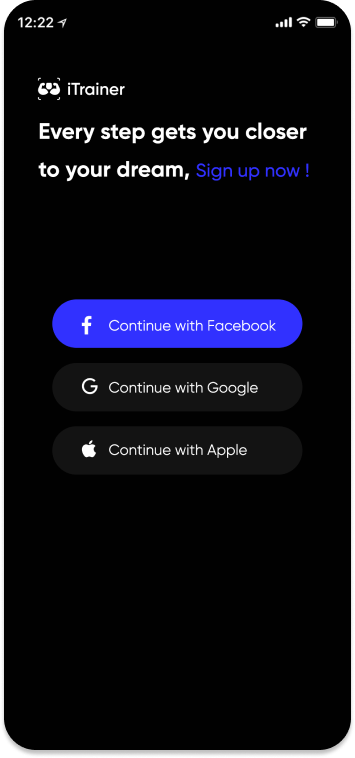 12:22
iTrainer
Every step gets you closer
to your dream, Sign up now !
Continue with Facebook
Continue with Google
Continue with Apple